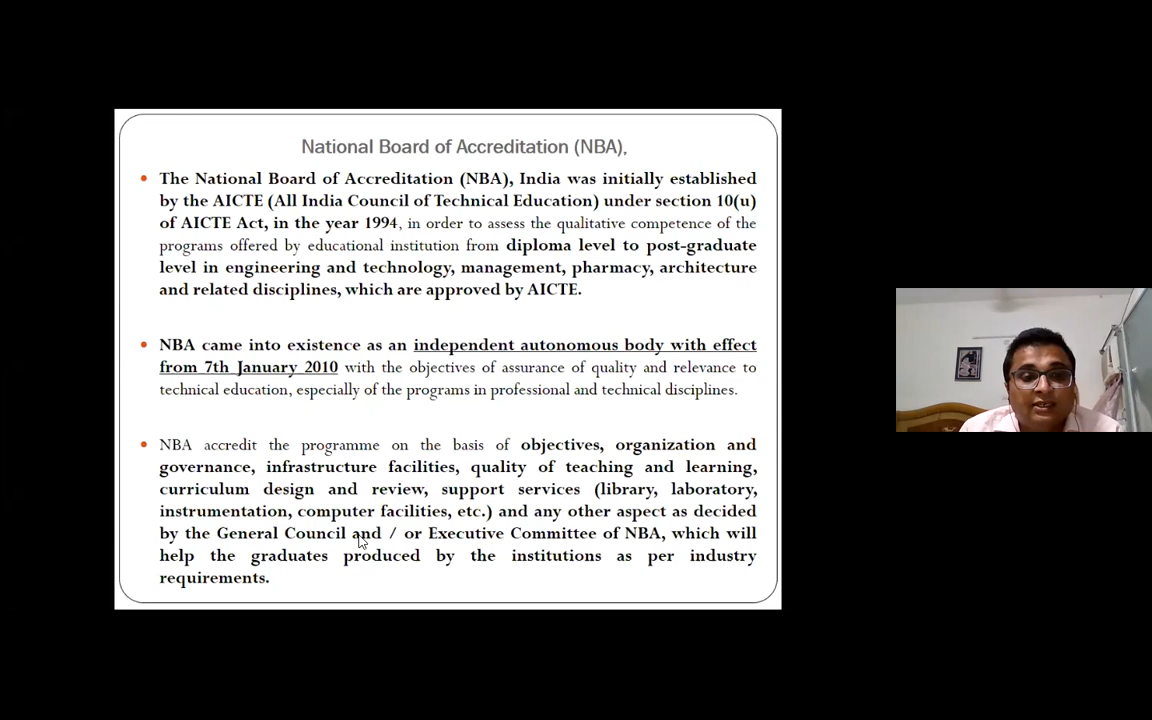 National Board of Accreditation (NBA),
• The National Board of Accreditation (NBA), India was initially established
by the AICTE (All India Council of Technical Education) under section 10(u)
of AICTE Act, in the year 1994, in order to assess the qualitative competence of the
programs offered by educational institution from diploma level to post-graduate
level in engineering and technology, management, pharmacy, architecture
and related disciplines, which are approved by AICTE.
• NBA came into existence as an independent autonomous body with effect
from 7th January 2010 with the objectives of assurance of quality and relevance to
technical education, especially of the programs in professional and technical disciplines.
• NBA accredit the programme on the basis of objectives, organization and
governance, infrastructure facilities, quality of teaching and learning,
curriculum design and review, support services (library, laboratory,
instrumentation, computer facilities, etc.) and any other aspect as decided
by the General Council and / or Executive Committee of NBA, which will
help the graduates produced by the institutions as per industry
requirements.